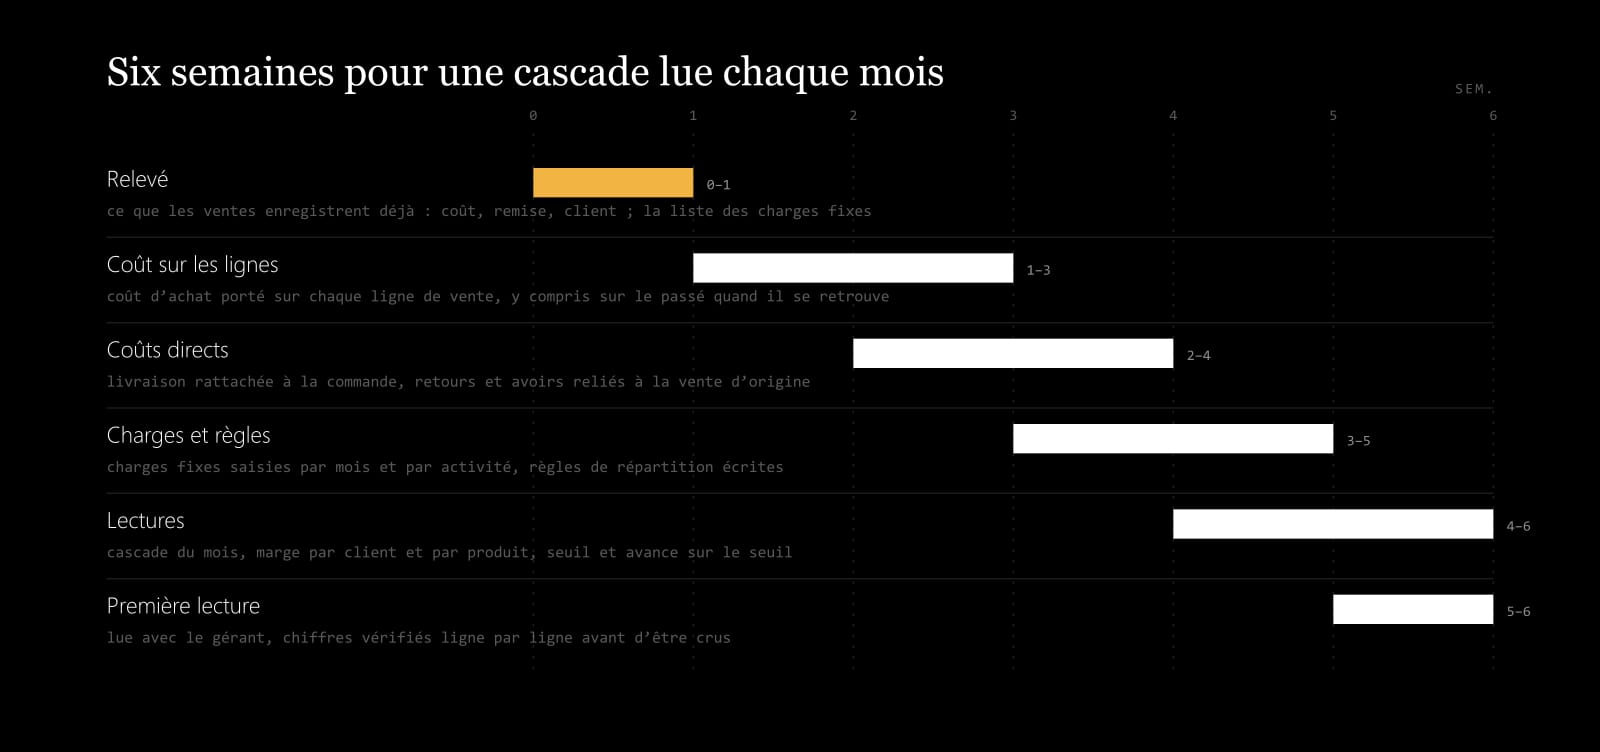 Six semaines pour une cascade lue chaque mois
SEM.
0 1 2 3 4 5 6
Relevé
0–1
ce que les ventes enregistrent déjà : coût, remise, client ; la liste des charges fixes
Coût sur les lignes
1–3
coût d’achat porté sur chaque ligne de vente, y compris sur le passé quand il se retrouve
Coûts directs
2–4
livraison rattachée à la commande, retours et avoirs reliés à la vente d’origine
Charges et règles
3–5
charges fixes saisies par mois et par activité, règles de répartition écrites
Lectures
4–6
cascade du mois, marge par client et par produit, seuil et avance sur le seuil
Première lecture
5–6
lue avec le gérant, chiffres vérifiés ligne par ligne avant d’être crus